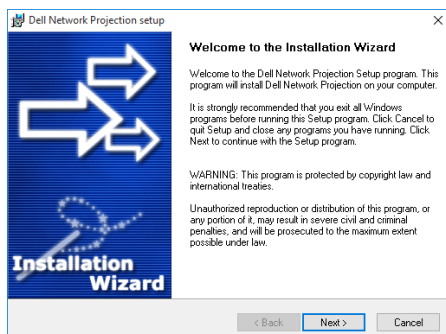 Dell Network Projection setup
Welcome to the Installation Wizard
Welcome to the Dell Network Projection Setup program. This
program will install Dell Network Projection on your computer.
It is strongly recommended that you exit all Windows
programs before running this Setup program. Click Cancel to
quit Setup and close any programs you have running. Click
Next to continue with the Setup program.
WARNING: This program is protected by copyright law and
international treaties.
Unauthorized reproduction or distribution of this program, or
any portion of it, may result in severe civil and criminal
penalties, and will be prosecuted to the maximum extent
possible under law.
Installation
Wizard
< Back Next > Cancel